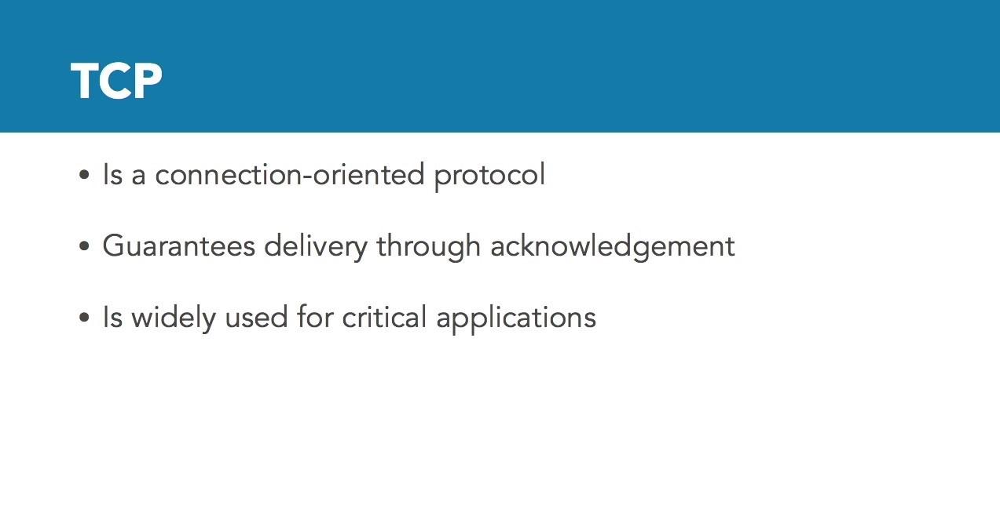 TCP
• Is a connection-oriented protocol
• Guarantees delivery through acknowledgement
• Is widely used for critical applications